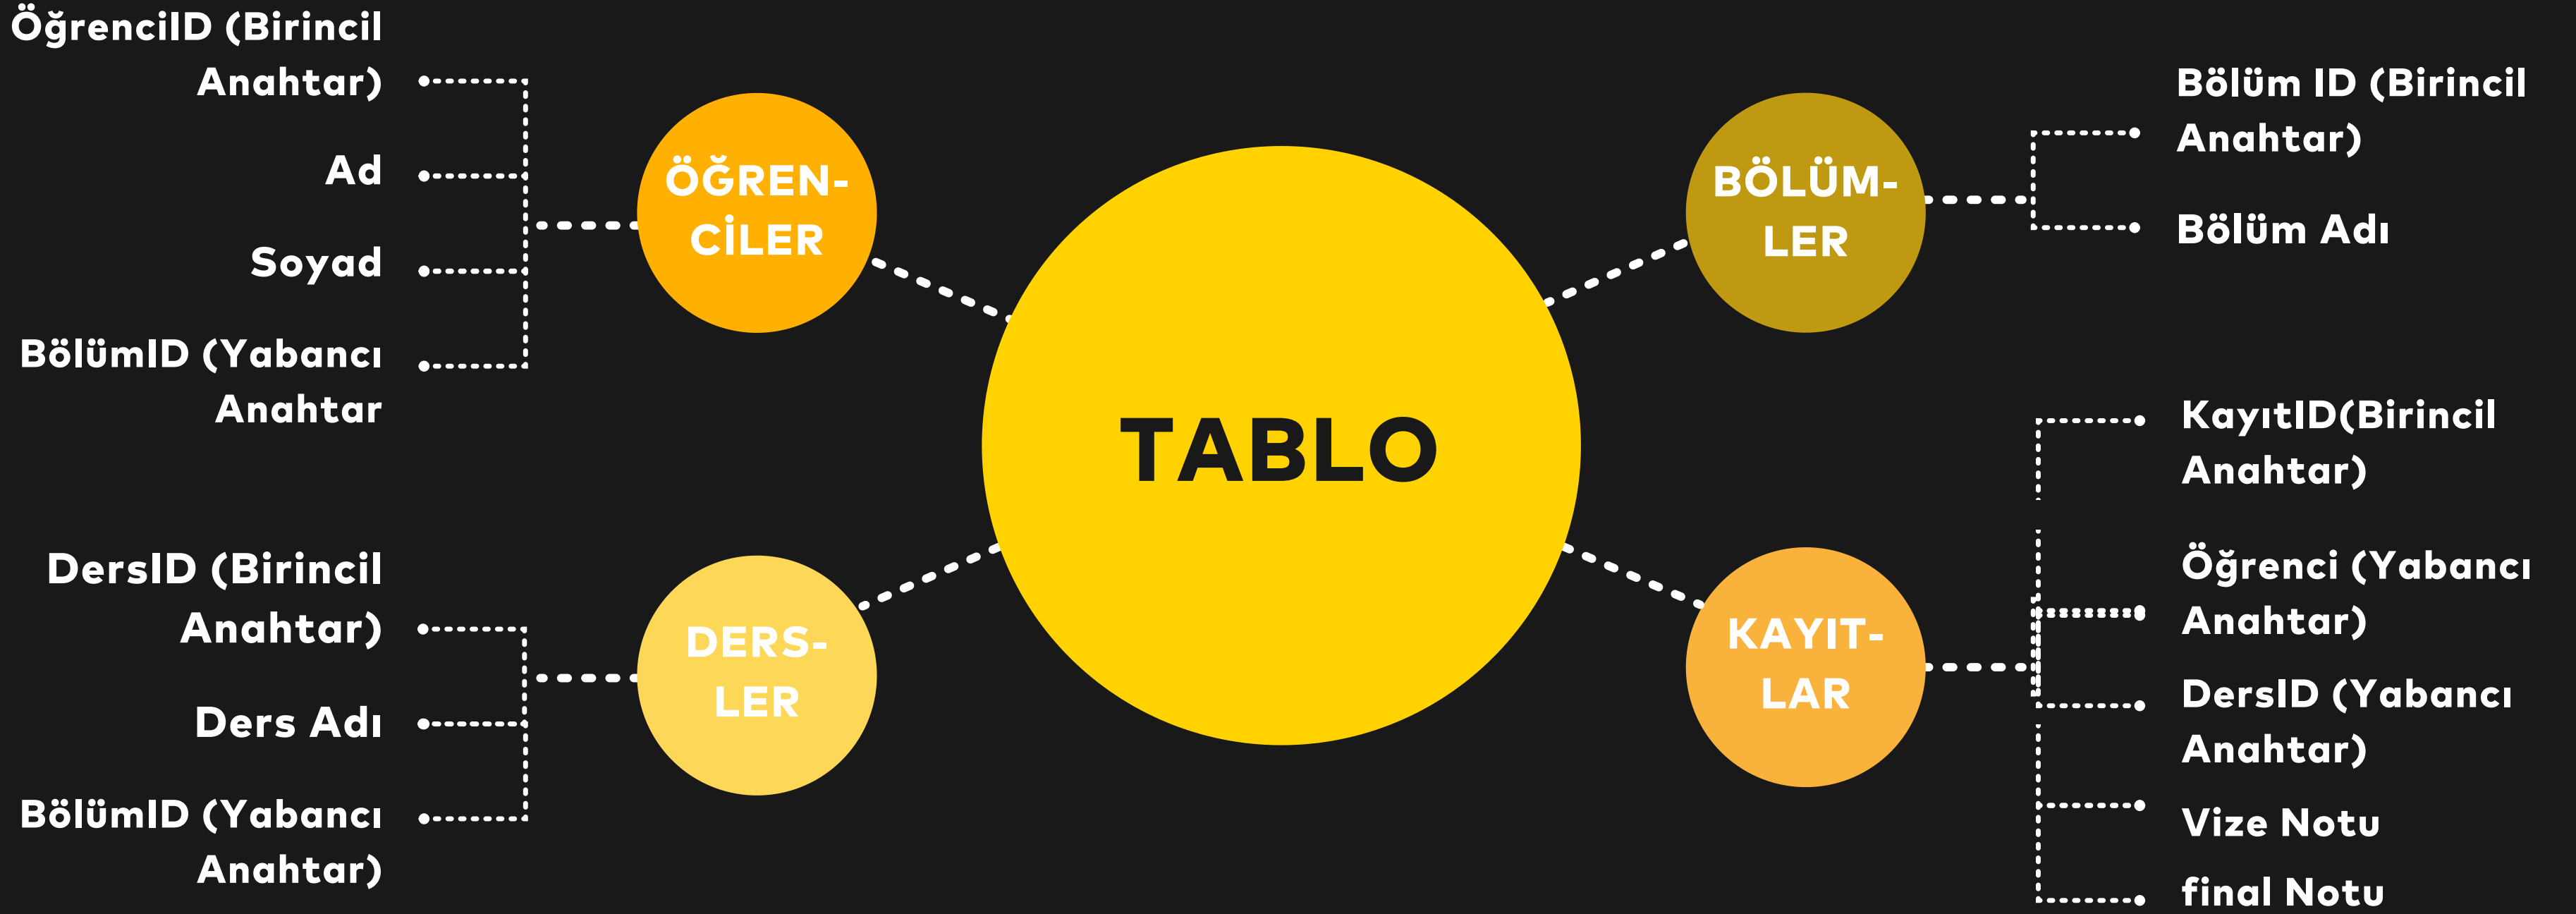 ÖğrenciID (Birincil
Anahtar)
Ad
Soyad
BölümID (Yabancı
Anahtar
ÖĞREN-
CİLER
DersID (Birincil
Anahtar)
Ders Adı
BölümID (Yabancı
Anahtar)
DERS-
LER
TABLO
BÖLÜM-
LER
Bölüm ID (Birincil
Anahtar)
Bölüm Adı
KAYIT-
LAR
KayıtID(Birincil
Anahtar)
Öğrenci (Yabancı
Anahtar)
DersID (Yabancı
Anahtar)
Vize Notu
final Notu